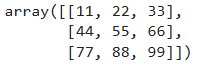 array([[11, 22, 33],
       [44, 55, 66],
       [77, 88, 99]])